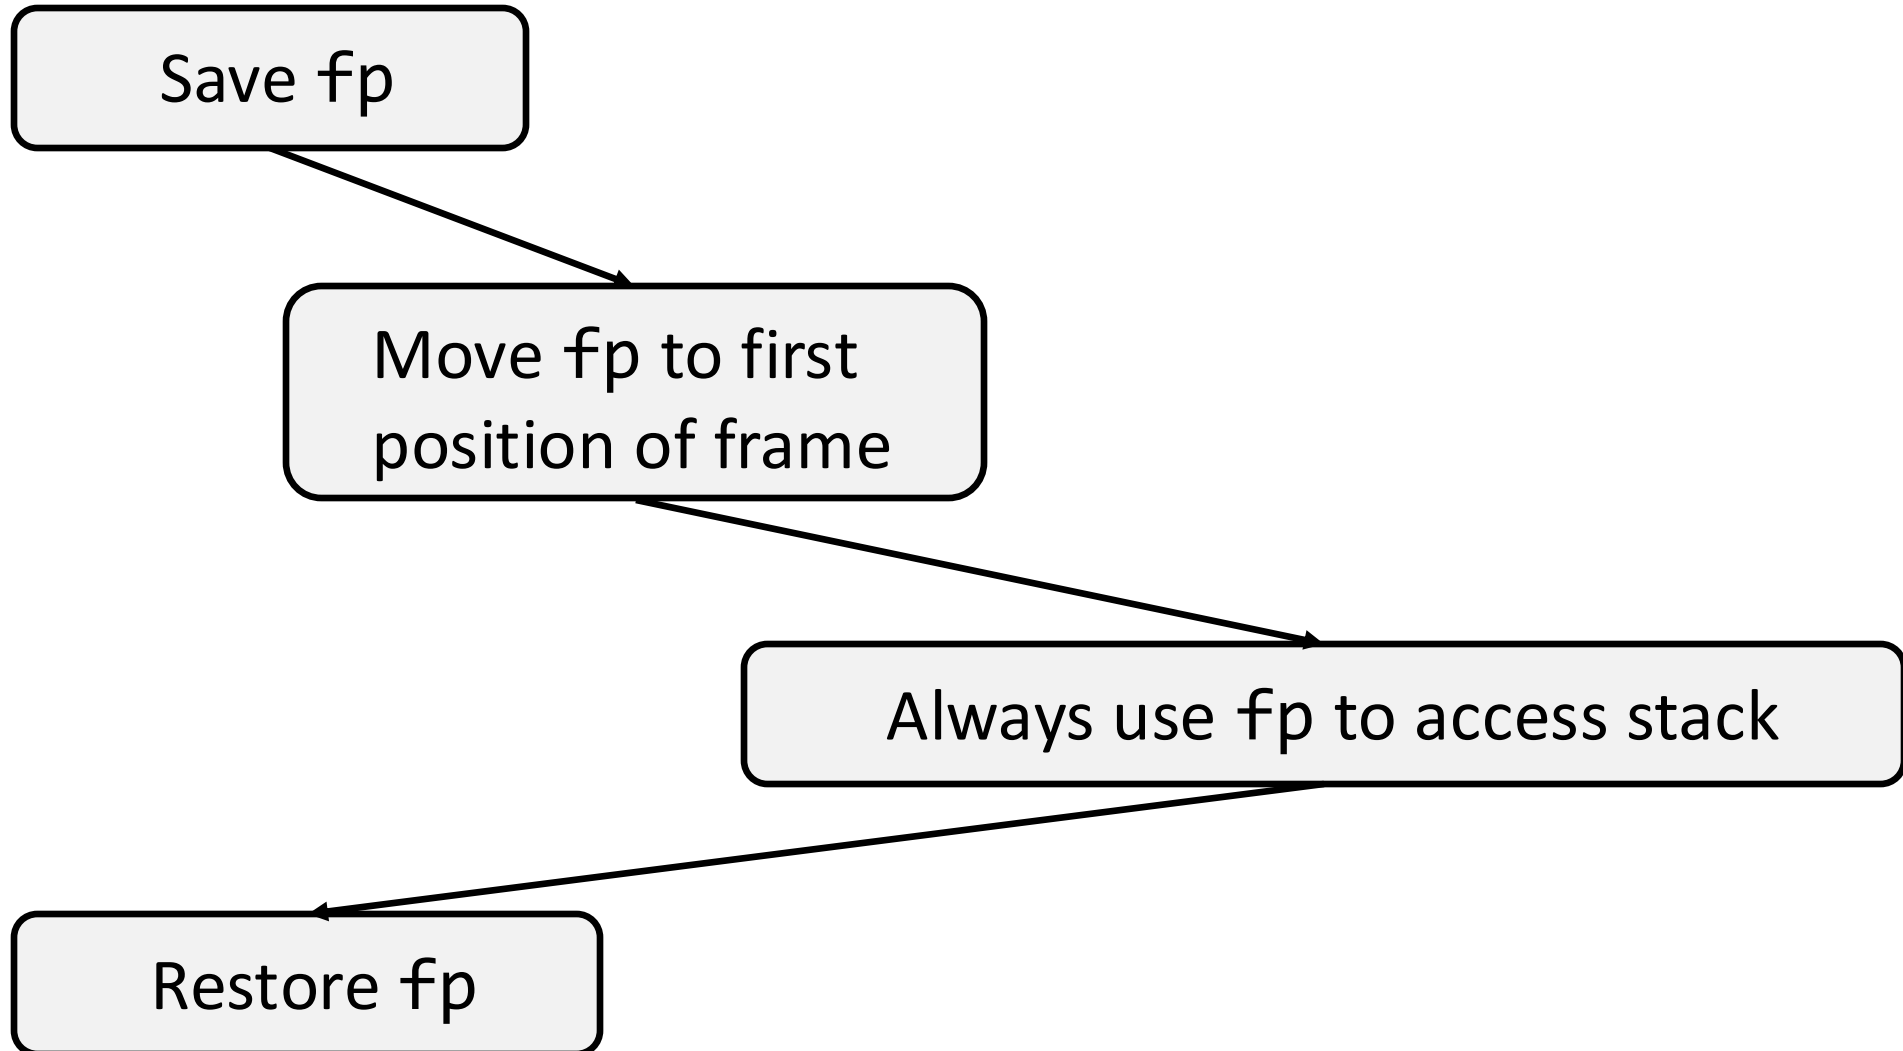 Save fp
Move fp to first
position of frame
Always use fp to access stack
Restore fp